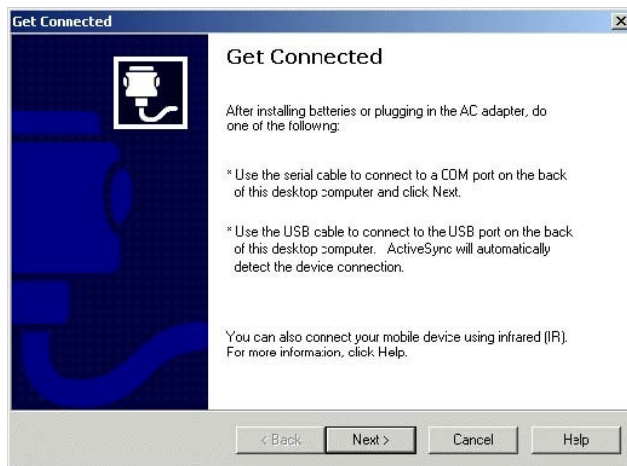 Get Connected
Get Connected
After installing batteries or plugging in the AC adapter, do
one of the following:
* Use the serial cable to connect to a COM port on the back
of this desktop computer and click Next.
* Use the USB cable to connect to the USB port on the back
of this desktop computer. ActiveSync will automatically
detect the device connection.
You can also connect your mobile device using infrared (IR).
For more information, click Help.
< Back Next > Cancel Help